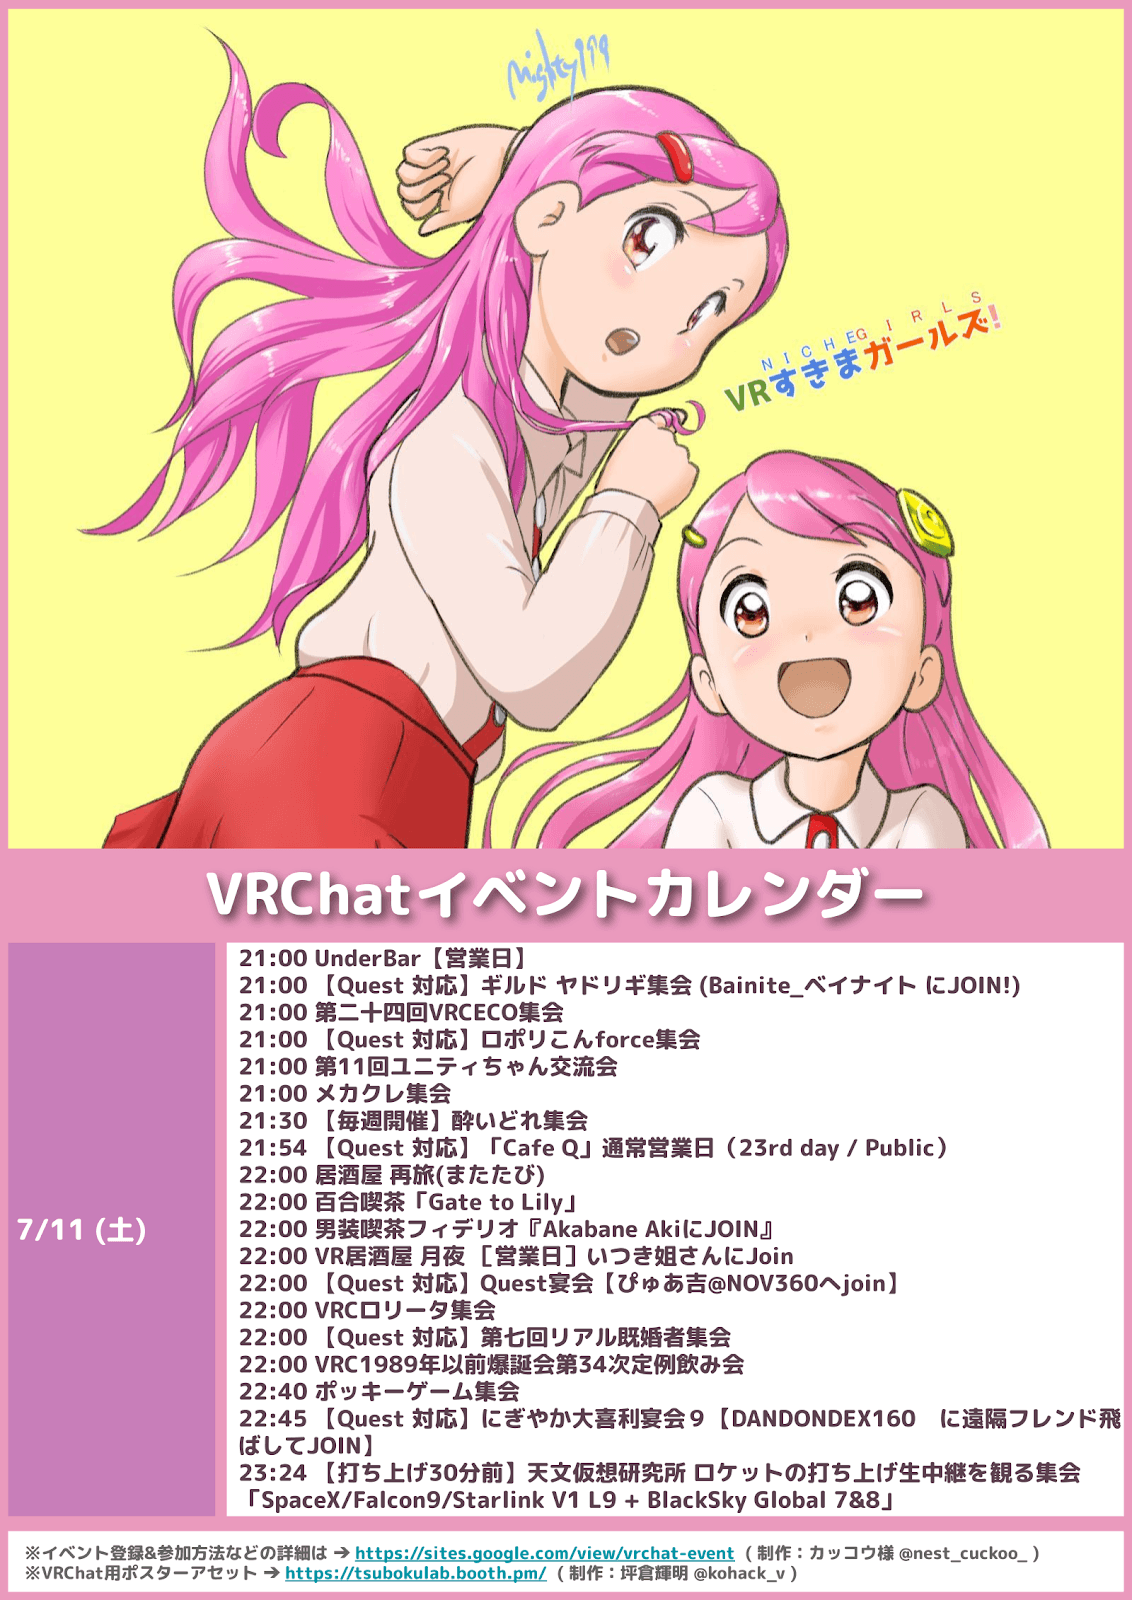 mighty199
NICHE GIRLS
VRすきまガールズ!
VRChatイベントカレンダー
7/11 (土)
21:00 UnderBar【営業日】
21:00 【Quest 対応】ギルド ヤドリギ集会 (Bainite_ベイナイト にJOIN!)
21:00 第二十四回VRCECO集会
21:00 【Quest 対応】ロポリこんforce集会
21:00 第11回ユニティちゃん交流会
21:00 メカクレ集会
21:30 【毎週開催】酔いどれ集会
21:54 【Quest 対応】「Cafe Q」通常営業日（23rd day / Public）
22:00 居酒屋 再旅(またたび)
22:00 百合喫茶「Gate to Lily」
22:00 男装喫茶フィデリオ『Akabane AkiにJOIN』
22:00 VR居酒屋 月夜 ［営業日］いつき姐さんにJoin
22:00 【Quest 対応】Quest宴会【ぴゅあ吉@NOV360へjoin】
22:00 VRCロリータ集会
22:00 【Quest 対応】第七回リアル既婚者集会
22:00 VRC1989年以前爆誕会第34次定例飲み会
22:40 ポッキーゲーム集会
22:45 【Quest 対応】にぎやか大喜利宴会９【DANDONDEX160　に遠隔フレンド飛
ばしてJOIN】
23:24 【打ち上げ30分前】天文仮想研究所 ロケットの打ち上げ生中継を観る集会
「SpaceX/Falcon9/Starlink V1 L9 + BlackSky Global 7&8」
※イベント登録&参加方法などの詳細は ➔ https://sites.google.com/view/vrchat-event （ 制作：カッコウ様 @nest_cuckoo_ ）
※VRChat用ポスターアセット ➔ https://tsubokulab.booth.pm/ （ 制作：坪倉輝明 @kohack_v ）